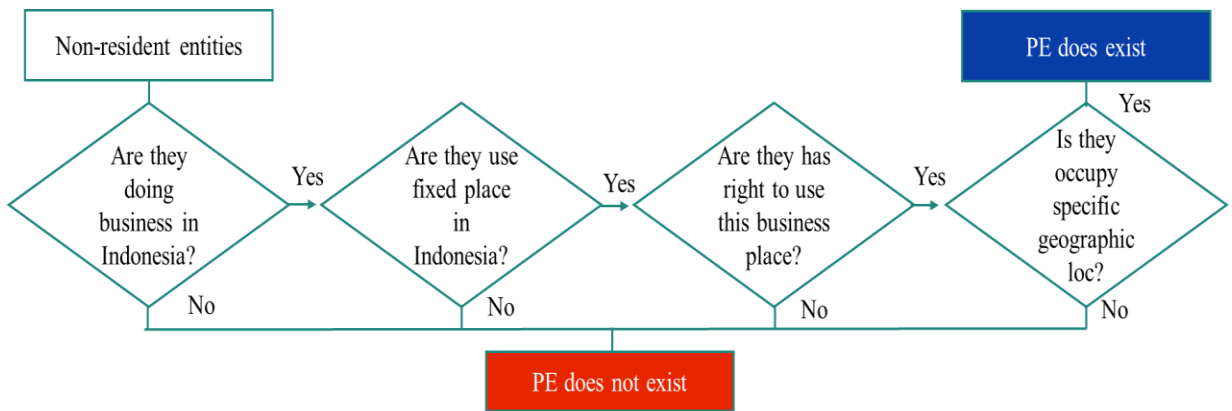 Non-resident entities
PE does exist
Are they
doing
business in
Indonesia?
Yes
Are they use
fixed place
in
Indonesia?
Yes
Are they has
right to use
this business
place?
Yes
Is they
occupy
specific
geographic
loc?
Yes
No
No
No
No
PE does not exist